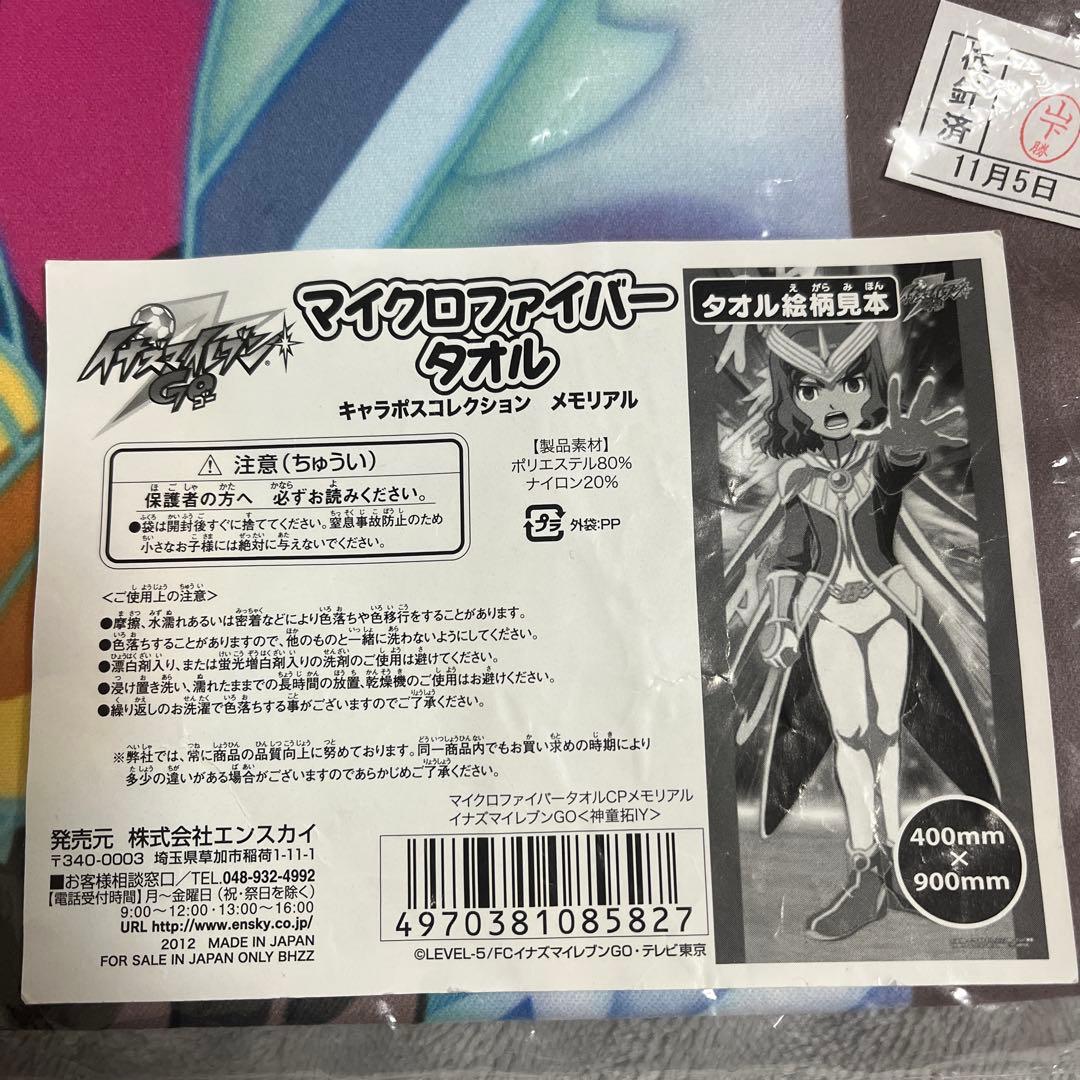 検針済
山下
勝
11月5日
イナズマイレブン
GO
マイクロファイバー
タオル
キャラポスコレクション メモリアル
タオル絵柄見本
⚠ 注意(ちゅうい)
保護者の方へ 必ずお読みください。
●袋は開封後すぐに捨ててください。窒息事故防止のため
小さなお子様には絶対に与えないでください。
【製品素材】
ポリエステル80%
ナイロン20%
プラ 外袋:PP
<ご使用上の注意>
●摩擦、水濡れあるいは密着などにより色落ちや色移行をすることがあります。
●色落ちすることがありますので、他のものと一緒に洗わないようにしてください。
●漂白剤入り、または蛍光増白剤入りの洗剤のご使用は避けてください。
●浸け置き洗い、濡れたままでの長時間の放置、乾燥機のご使用はお避けください。
●繰り返しのお洗濯で色落ちする事がございますのでご了承ください。
※弊社では、常に商品の品質向上に努めております。同一商品内でもお買い求めの時期により
多少の違いがある場合がございますのであらかじめご了承ください。
マイクロファイバータオルCPメモリアル
イナズマイレブンGO<神童拓IY>
発売元 株式会社エンスカイ
〒340-0003 埼玉県草加市稲荷1-11-1
■お客様相談窓口/TEL.048-932-4992
【電話受付時間】月〜金曜日(祝・祭日を除く)
9:00〜12:00・13:00〜16:00
URL http://www.ensky.co.jp/
2012 MADE IN JAPAN
FOR SALE IN JAPAN ONLY BHZZ
4970381085827
©LEVEL-5/FCイナズマイレブンGO・テレビ東京
400mm
×
900mm